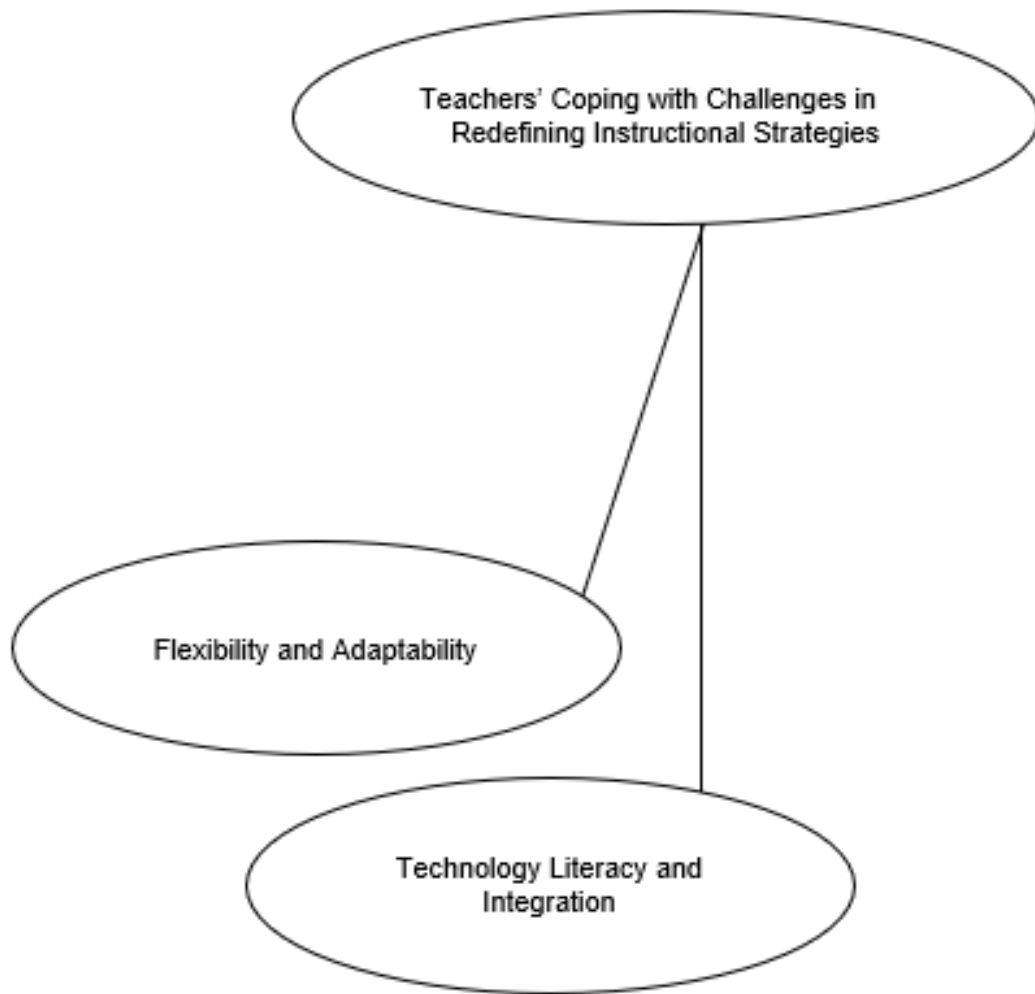 Teachers’ Coping with Challenges in
Redefining Instructional Strategies
Flexibility and Adaptability
Technology Literacy and
Integration